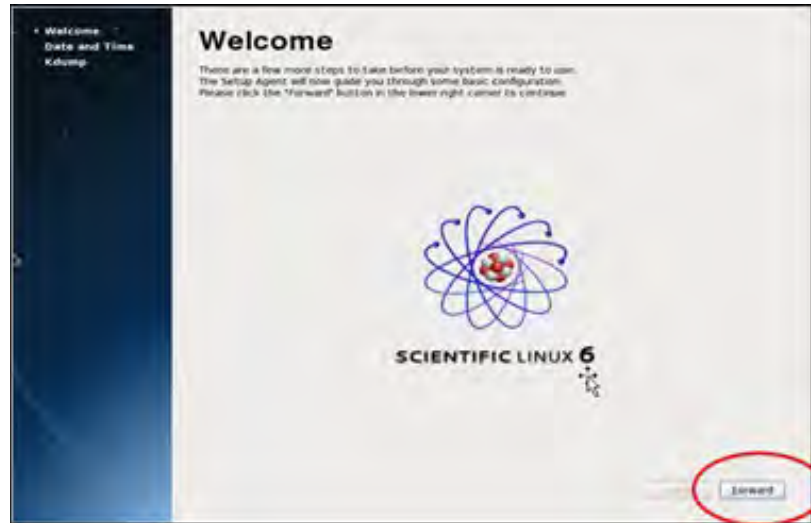 Welcome
Date and Time
Kdump
Welcome
There are a few more steps to take before your system is ready to use.
The Setup Agent will now guide you through some basic configuration.
Please click the "Forward" button in the lower right corner to continue
SCIENTIFIC LINUX 6
Forward